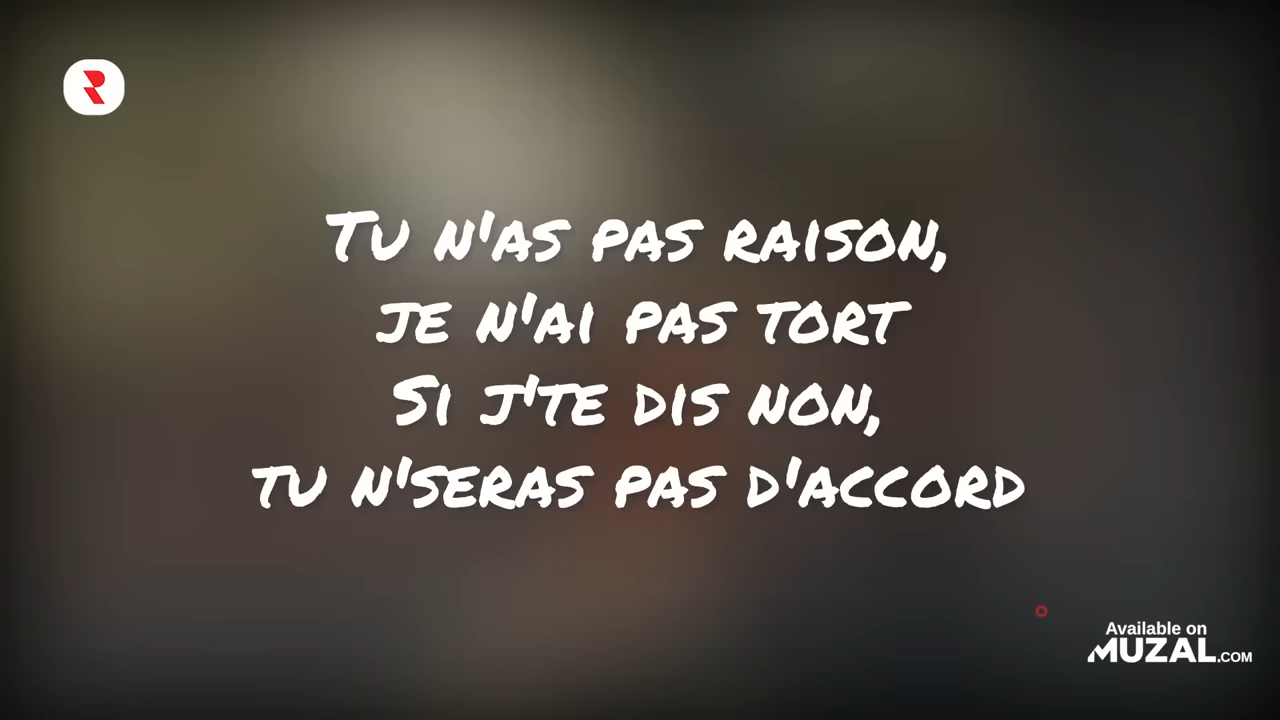 Tu n'as pas raison,
je n'ai pas tort
Si j'te dis non,
tu n'seras pas d'accord
Available on
MUZAL.COM